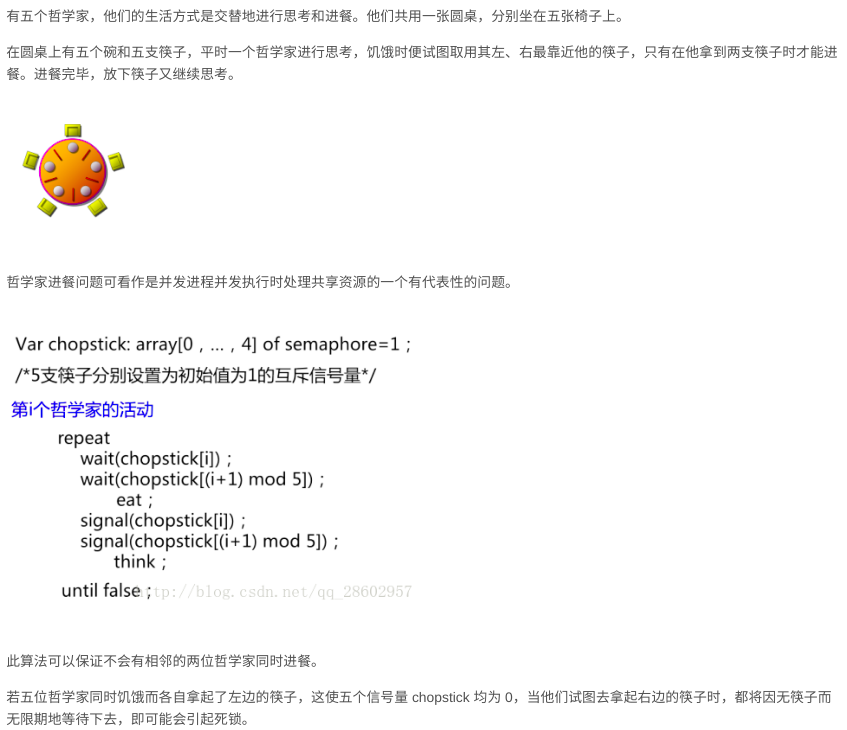 有五个哲学家，他们的生活方式是交替地进行思考和进餐。他们共用一张圆桌，分别坐在五张椅子上。
在圆桌上有五个碗和五支筷子，平时一个哲学家进行思考，饥饿时便试图取用其左、右最靠近他的筷子，只有在他拿到两支筷子时才能进
餐。进餐完毕，放下筷子又继续思考。
哲学家进餐问题可看作是并发进程并发执行时处理共享资源的一个有代表性的问题。
Var chopstick: array[0，…，4] of semaphore=1；
/*5支筷子分别设置为初始值为1的互斥信号量*/
第i个哲学家的活动
repeat
wait(chopstick[i])；
wait(chopstick[(i+1) mod 5])；
eat；
signal(chopstick[i])；
signal(chopstick[(i+1) mod 5])；
think；
until false；
http://blog.csdn.net/qq_28602957
此算法可以保证不会有相邻的两位哲学家同时进餐。
若五位哲学家同时饥饿而各自拿起了左边的筷子，这使五个信号量 chopstick 均为 0，当他们试图去拿起右边的筷子时，都将因无筷子而
无限期地等待下去，即可能会引起死锁。